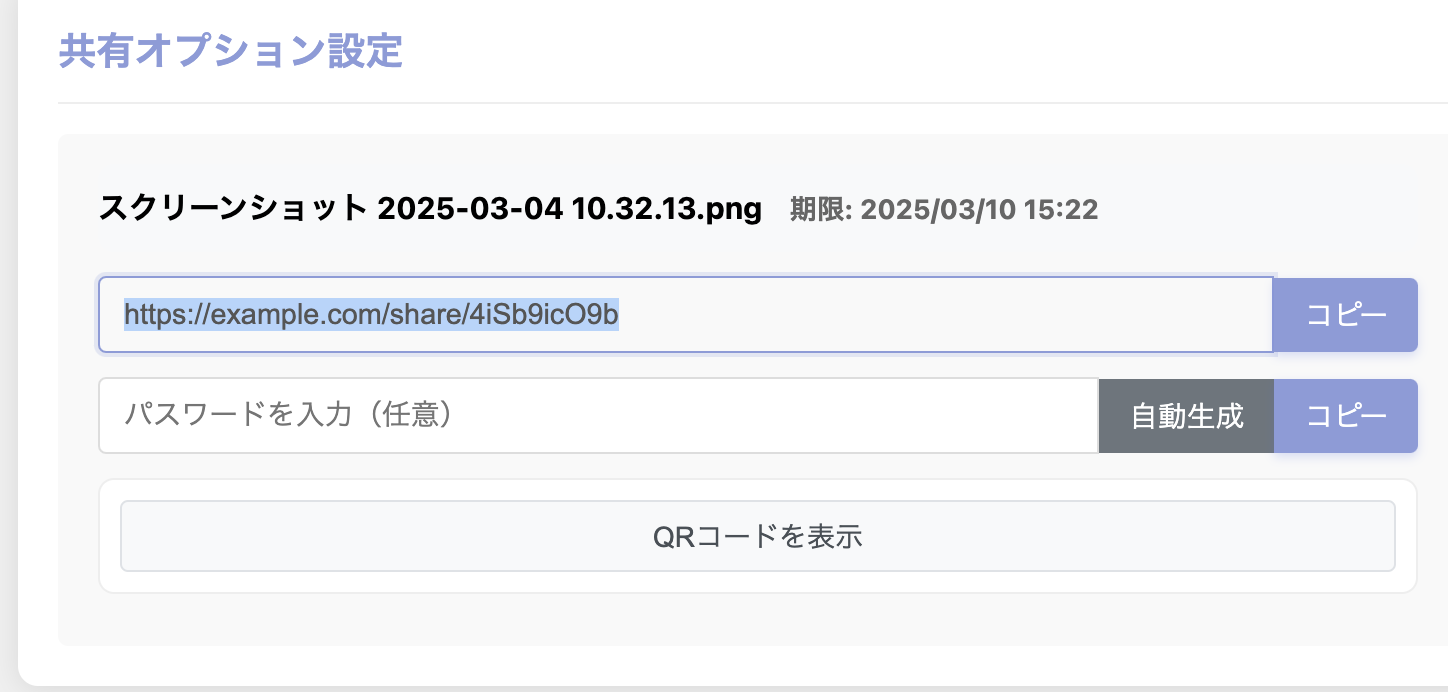 共有オプション設定
スクリーンショット 2025-03-04 10.32.13.png 期限: 2025/03/10 15:22
https://example.com/share/4iSb9icO9b コピー
パスワードを入力（任意） 自動生成 コピー
QRコードを表示